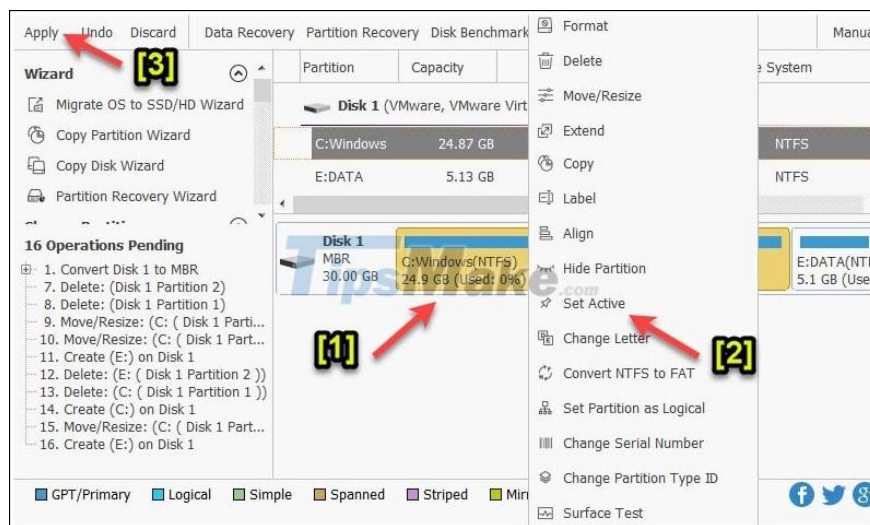 Apply Undo Discard Data Recovery Partition Recovery Disk Benchmark
[3]
Wizard
Migrate OS to SSD/HD Wizard
Copy Partition Wizard
Copy Disk Wizard
Partition Recovery Wizard
16 Operations Pending
1. Convert Disk 1 to MBR
7. Delete: (Disk 1 Partition 2)
8. Delete: (Disk 1 Partition 1)
9. Move/Resize: (C: ( Disk 1 Parti...
10. Move/Resize: (C: ( Disk 1 Part...
11. Create (E:) on Disk 1
12. Delete: (E: ( Disk 1 Partition 2 ))
13. Delete: (C: ( Disk 1 Partition 1 ))
14. Create (C:) on Disk 1
15. Move/Resize: (C: ( Disk 1 Part...
16. Create (E:) on Disk 1
Partition Capacity
Disk 1 (VMware, VMware Virt
C:Windows 24.87 GB NTFS
E:DATA 5.13 GB NTFS
Disk 1
MBR
30.00 GB
C:Windows(NTFS)
24.9 GB (Used: 0%)
TipsMake.com
[1]
Format
Delete
Move/Resize
Extend
Copy
Label
Align
Hide Partition
Set Active
Change Letter
Convert NTFS to FAT
Set Partition as Logical
Change Serial Number
Change Partition Type ID
Surface Test
[2]
System
E:DATA(NT
5.1 GB (Use
GPT/Primary Logical Simple Spanned Striped